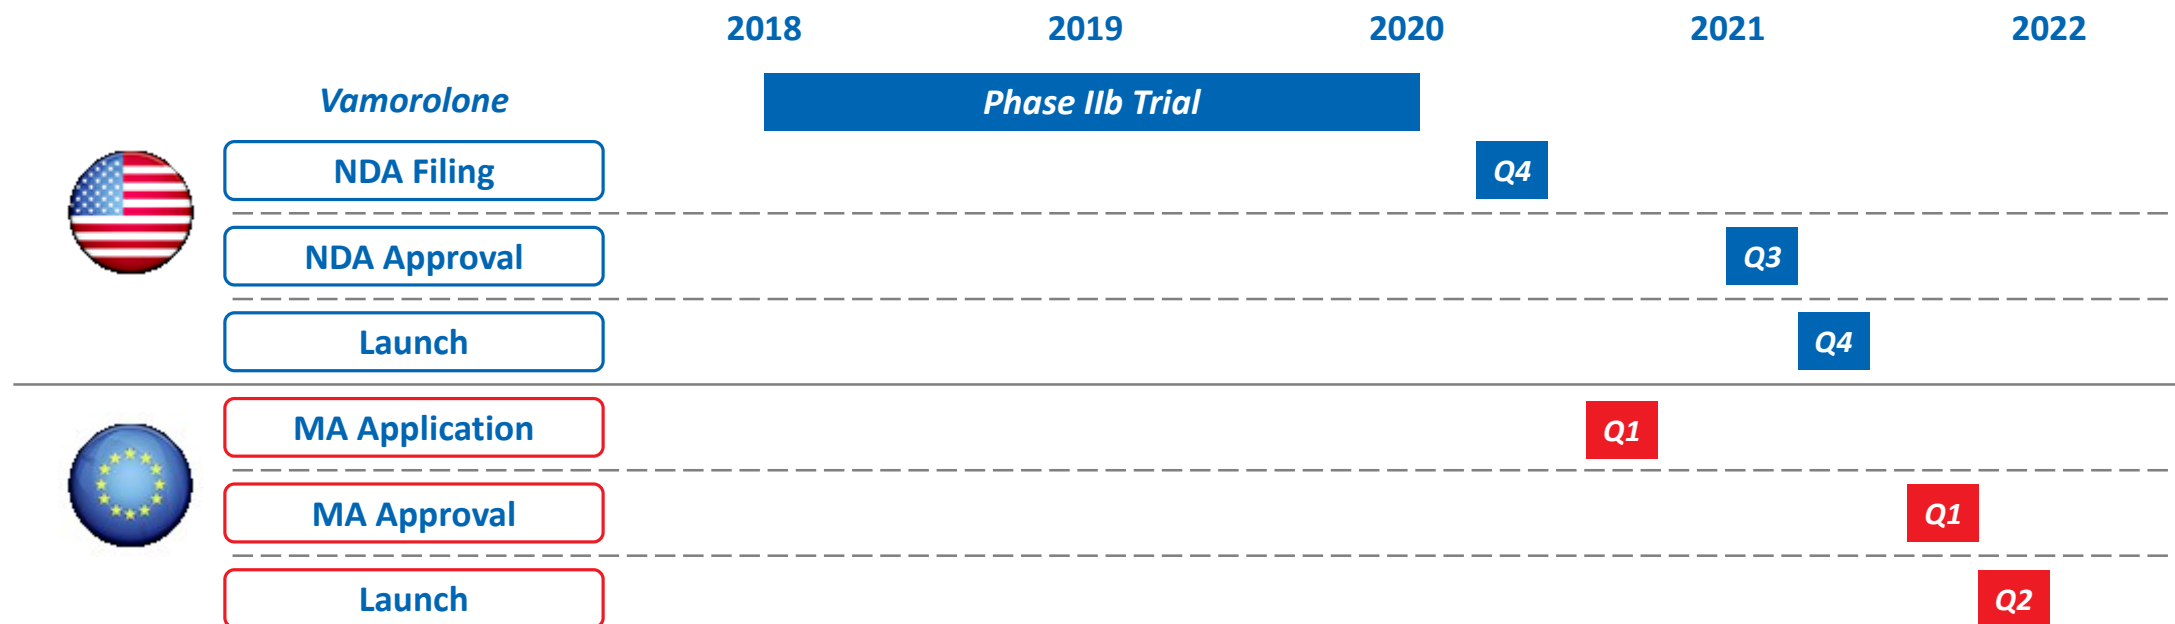 2018 2019 2020 2021 2022
Vamorolone Phase IIb Trial
NDA Filing Q4
NDA Approval Q3
Launch Q4
MA Application Q1
MA Approval Q1
Launch Q2